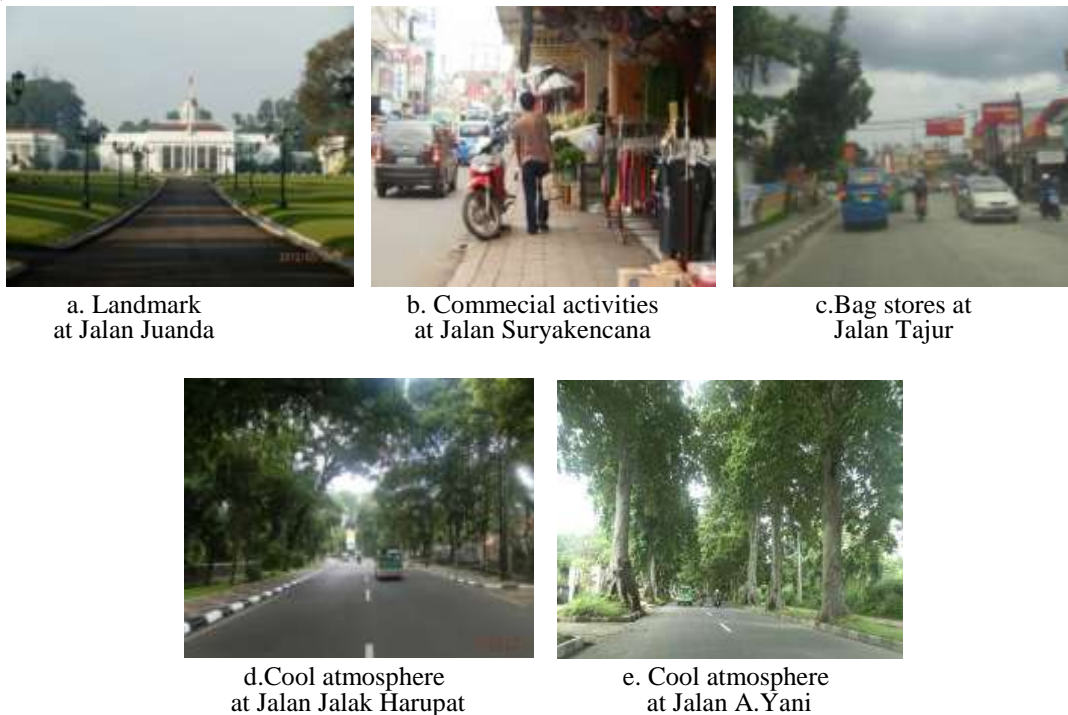 a. Landmark
at Jalan Juanda
b. Commecial activities
at Jalan Suryakencana
c.Bag stores at
Jalan Tajur
d.Cool atmosphere
at Jalan Jalak Harupat
e. Cool atmosphere
at Jalan A.Yani